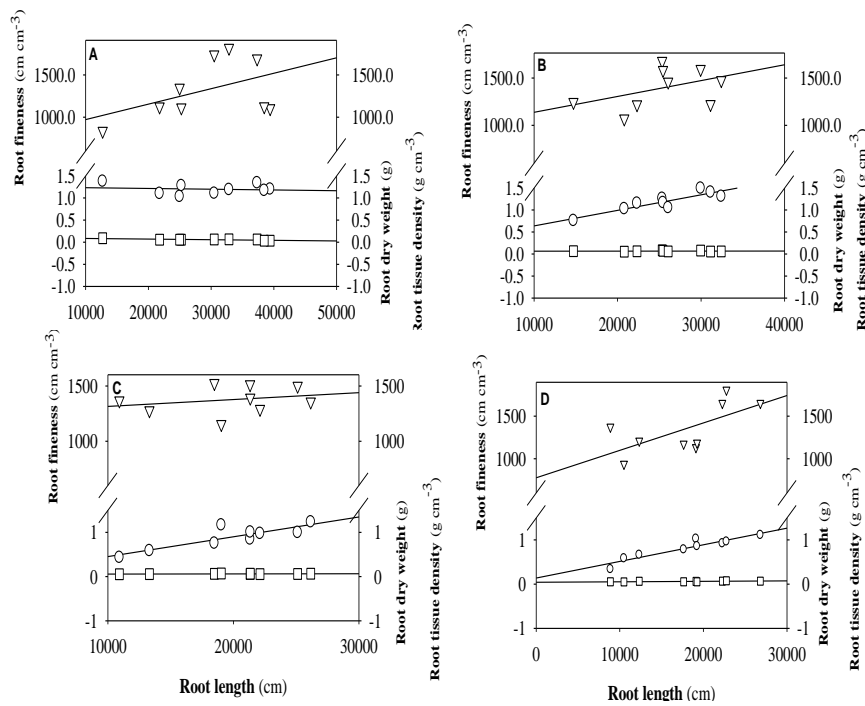 A
Root fineness (cm cm-3)
1500.0
1000.0
1.5
1.0
0.5
0.0
-0.5
-1.0
1500.0
1000.0
1.5
1.0
0.5
0.0
-0.5
-1.0
Root dry weight (g)
Root tissue density (g cm-3)
10000 20000 30000 40000 50000
B
Root fineness (cm cm-3)
1500.0
1000.0
1.5
1.0
0.5
0.0
-0.5
-1.0
1500.0
1000.0
1.5
1.0
0.5
0.0
-0.5
-1.0
Root dry weight (g)
Root tissue density (g cm-3)
10000 20000 30000 40000
C
Root fineness (cm cm-3)
1500
1000
1
0
-1
1500
1000
1
0
-1
Root dry weight (g)
Root tissue density (g cm-3)
10000 20000 30000
Root length (cm)
D
Root fineness (cm cm-3)
1500
1000
1
0
-1
1500
1000
1
0
-1
Root dry weight (g)
Root tissue density (g cm-3)
0 10000 20000 30000
Root length (cm)